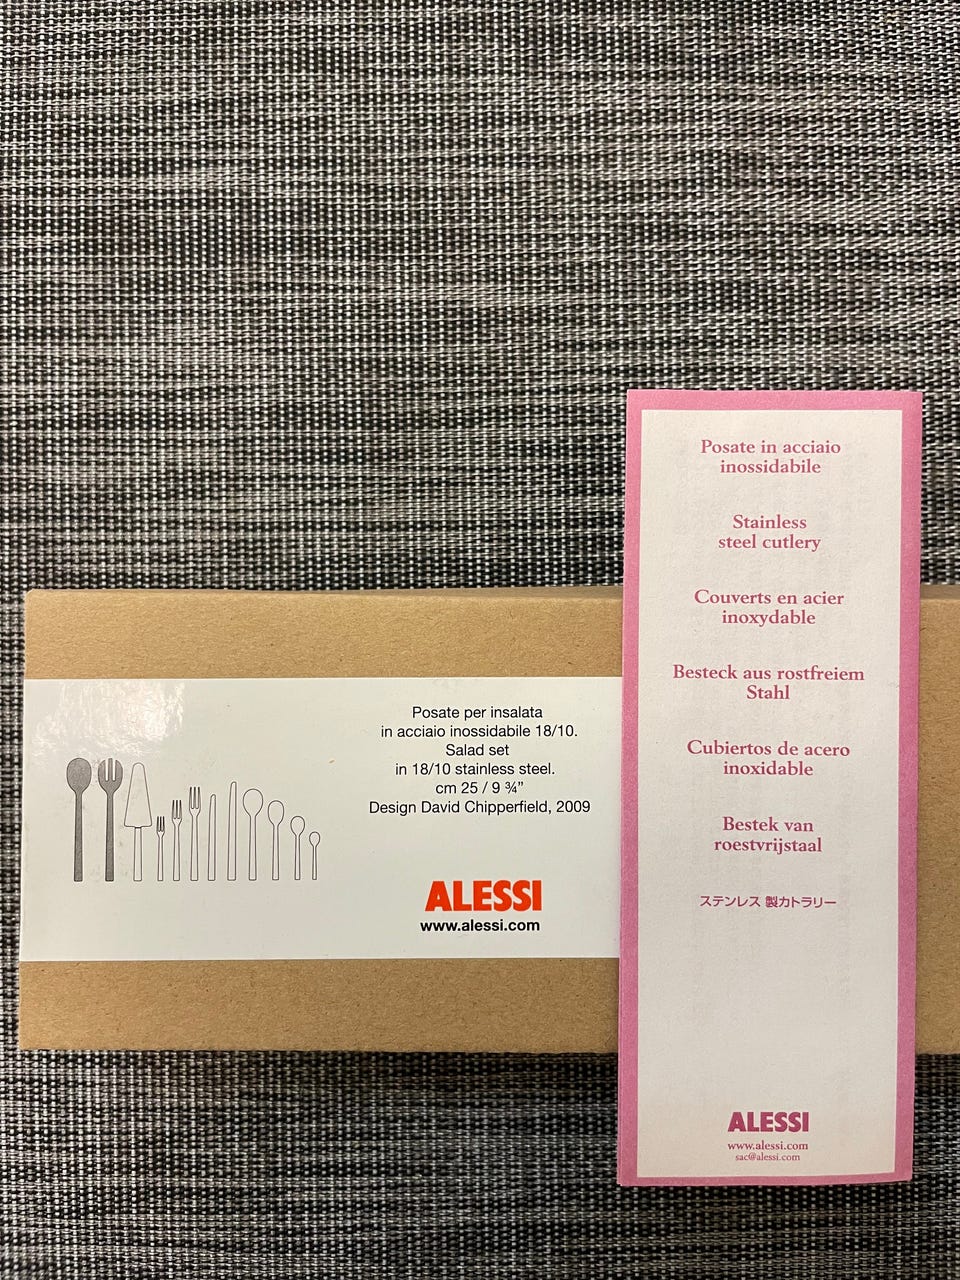 Posate per insalata
in acciaio inossidabile 18/10.
Salad set
in 18/10 stainless steel.
cm 25 / 9 ¾”
Design David Chipperfield, 2009
ALESSI
www.alessi.com
Posate in acciaio
inossidabile
Stainless
steel cutlery
Couverts en acier
inoxydable
Besteck aus rostfreiem
Stahl
Cubiertos de acero
inoxidable
Bestek van
roestvrijstaal
ステンレス 製カトラリー
ALESSI
www.alessi.com
sac@alessi.com